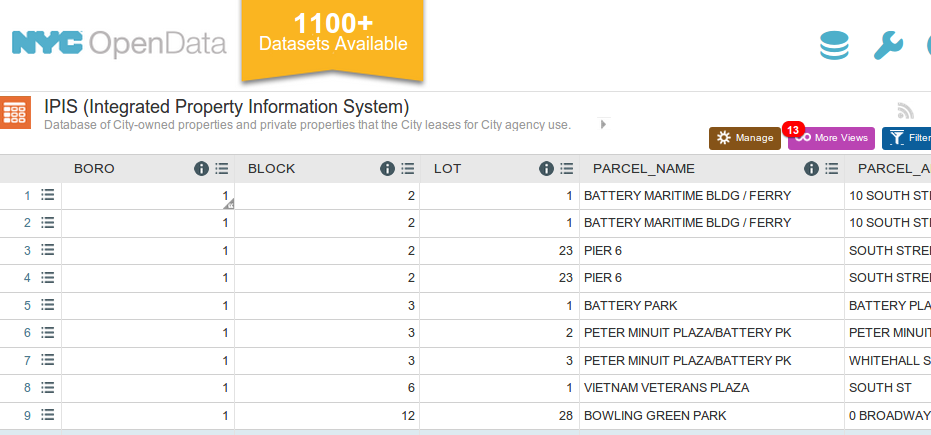 NYC OpenData
1100+
Datasets Available
IPIS (Integrated Property Information System)
Database of City-owned properties and private properties that the City leases for City agency use.
Manage 13 More Views Filter
BORO BLOCK LOT PARCEL_NAME PARCEL_A
1 1 2 1 BATTERY MARITIME BLDG / FERRY 10 SOUTH ST
2 1 2 1 BATTERY MARITIME BLDG / FERRY 10 SOUTH ST
3 1 2 23 PIER 6 SOUTH STREE
4 1 2 23 PIER 6 SOUTH STREE
5 1 3 1 BATTERY PARK BATTERY PLA
6 1 3 2 PETER MINUIT PLAZA/BATTERY PK PETER MINUIT
7 1 3 3 PETER MINUIT PLAZA/BATTERY PK WHITEHALL S
8 1 6 1 VIETNAM VETERANS PLAZA SOUTH ST
9 1 12 28 BOWLING GREEN PARK 0 BROADWAY